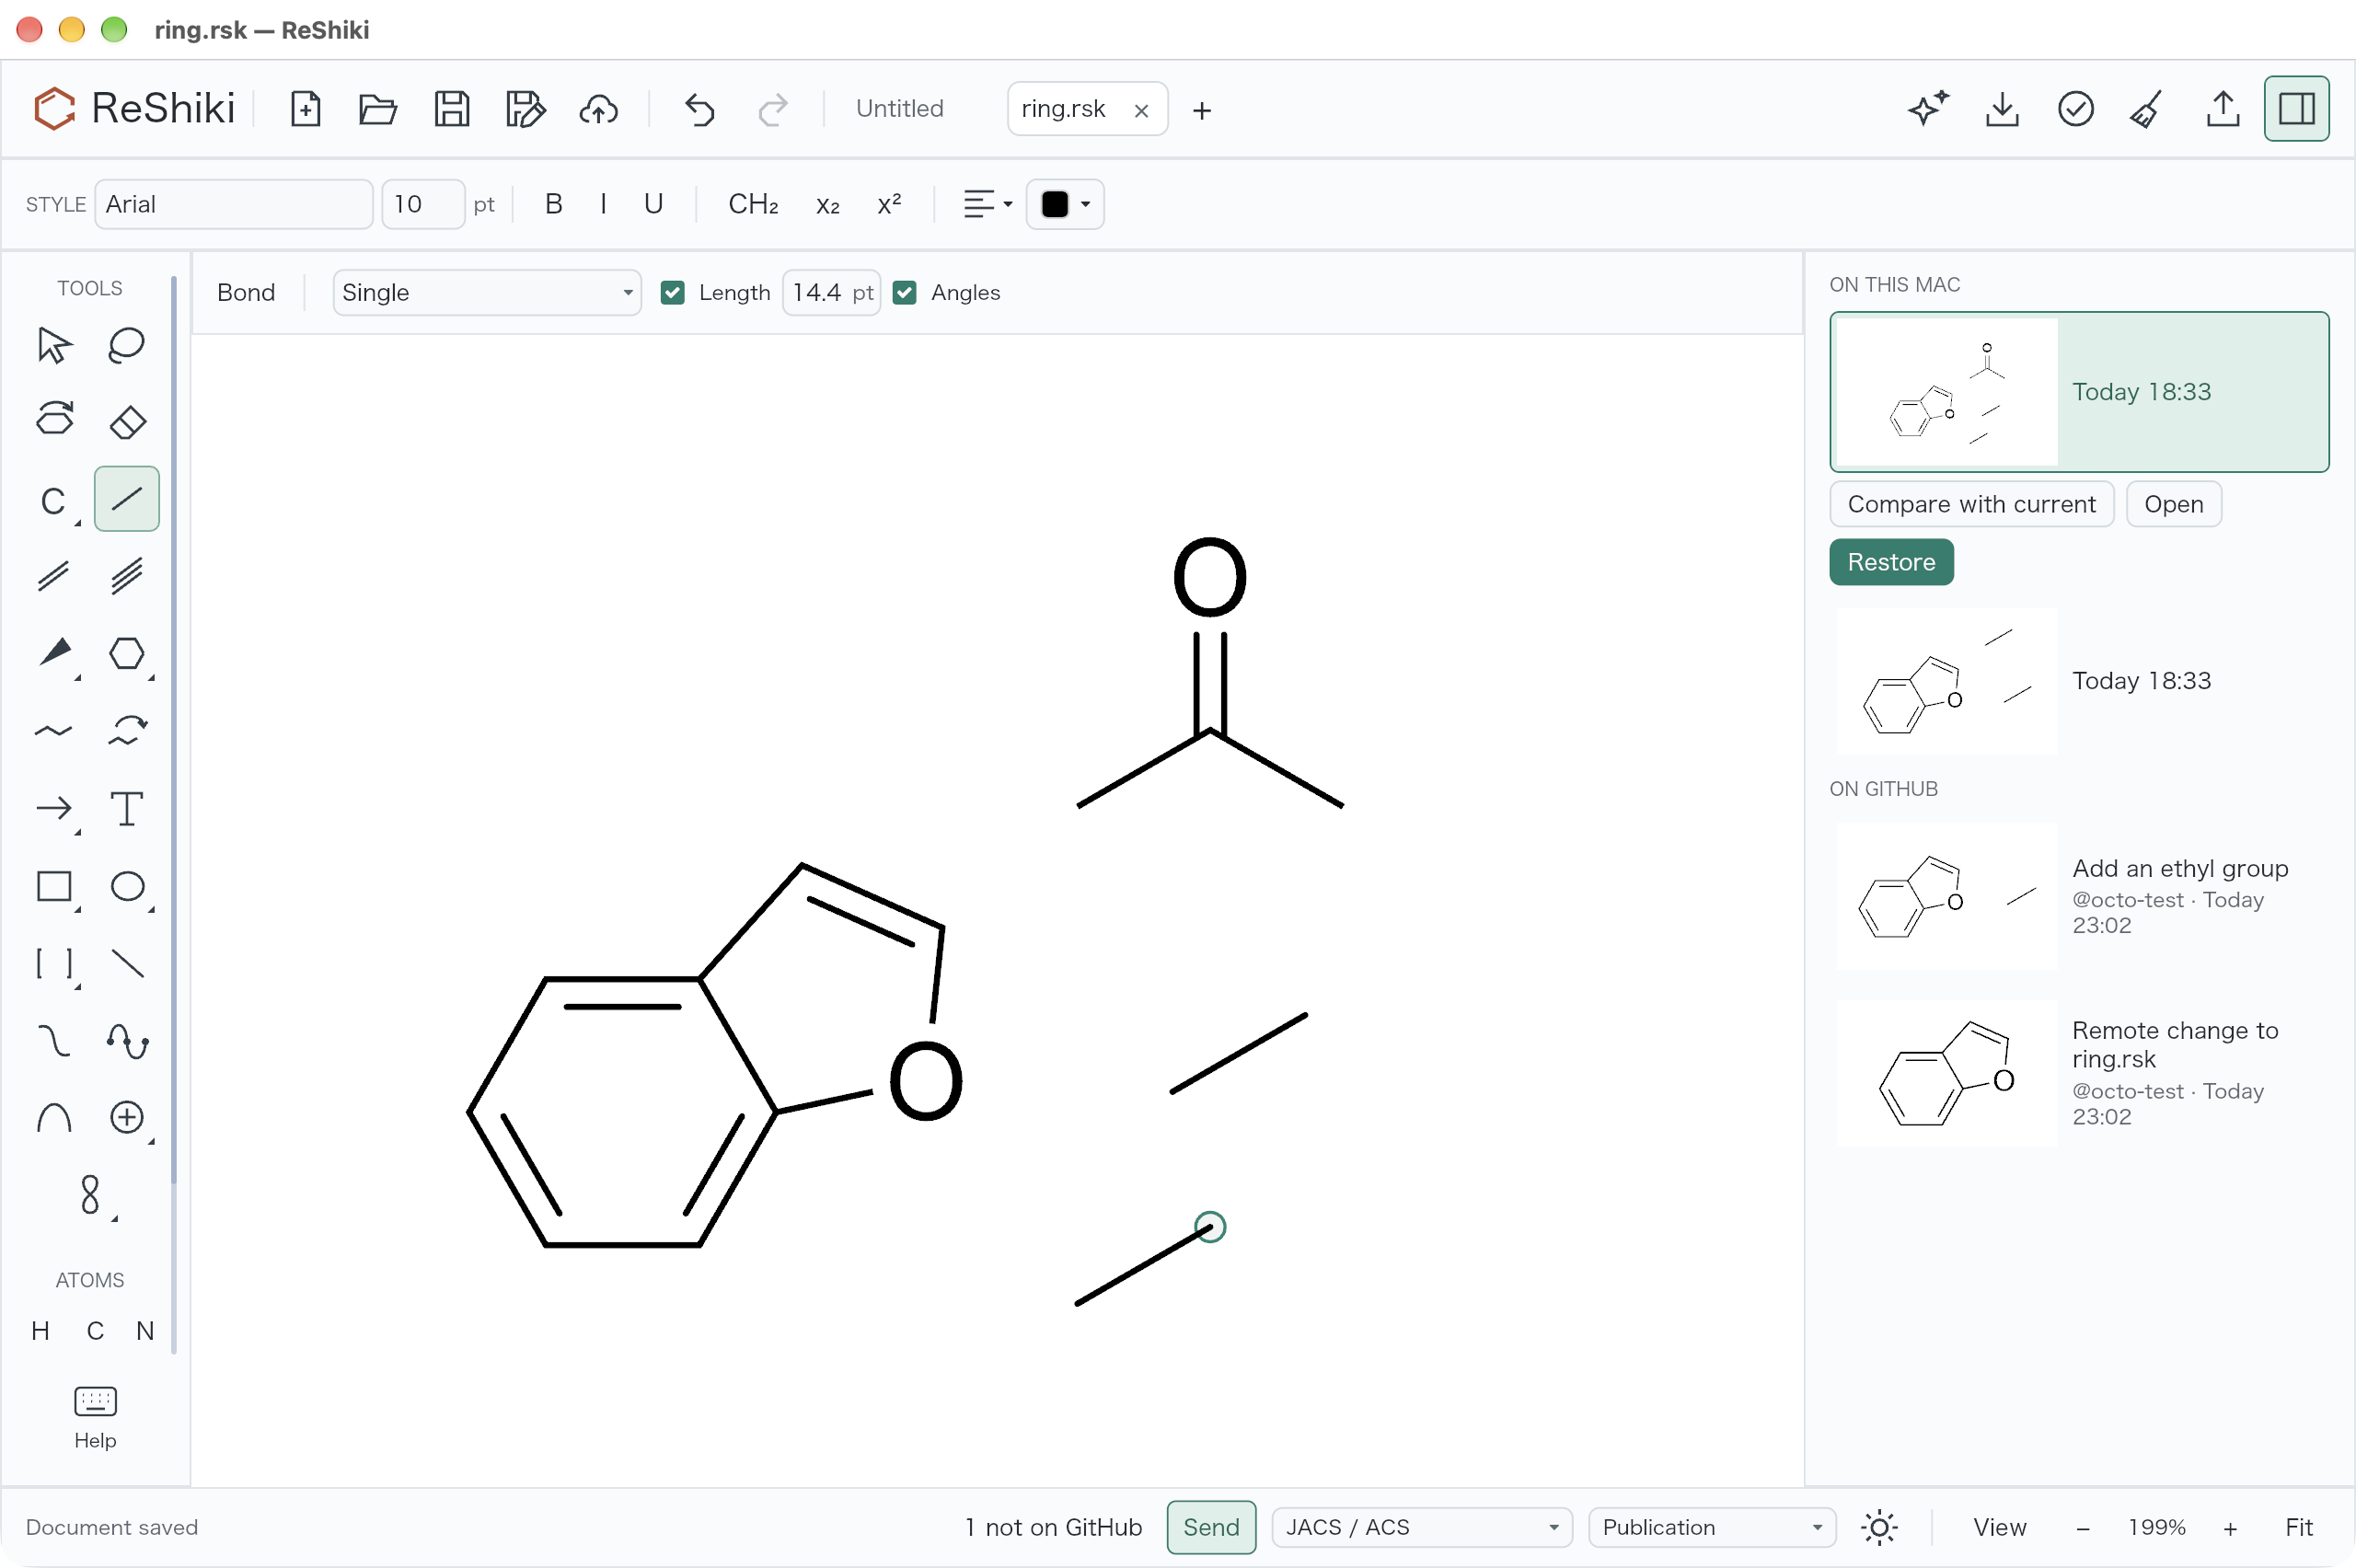 ring.rsk — ReShiki
ReShiki
Untitled
ring.rsk
STYLE Arial 10 pt B I U CH₂ x₂ x²
TOOLS
Bond Single Length 14.4 pt Angles
C
T
ATOMS
H C N
Help
O
O
ON THIS MAC
O
O
Today 18:33
Compare with current Open
Restore
O
Today 18:33
ON GITHUB
O
Add an ethyl group
@octo-test · Today
23:02
O
Remote change to
ring.rsk
@octo-test · Today
23:02
Document saved 1 not on GitHub Send JACS / ACS Publication View − 199% + Fit